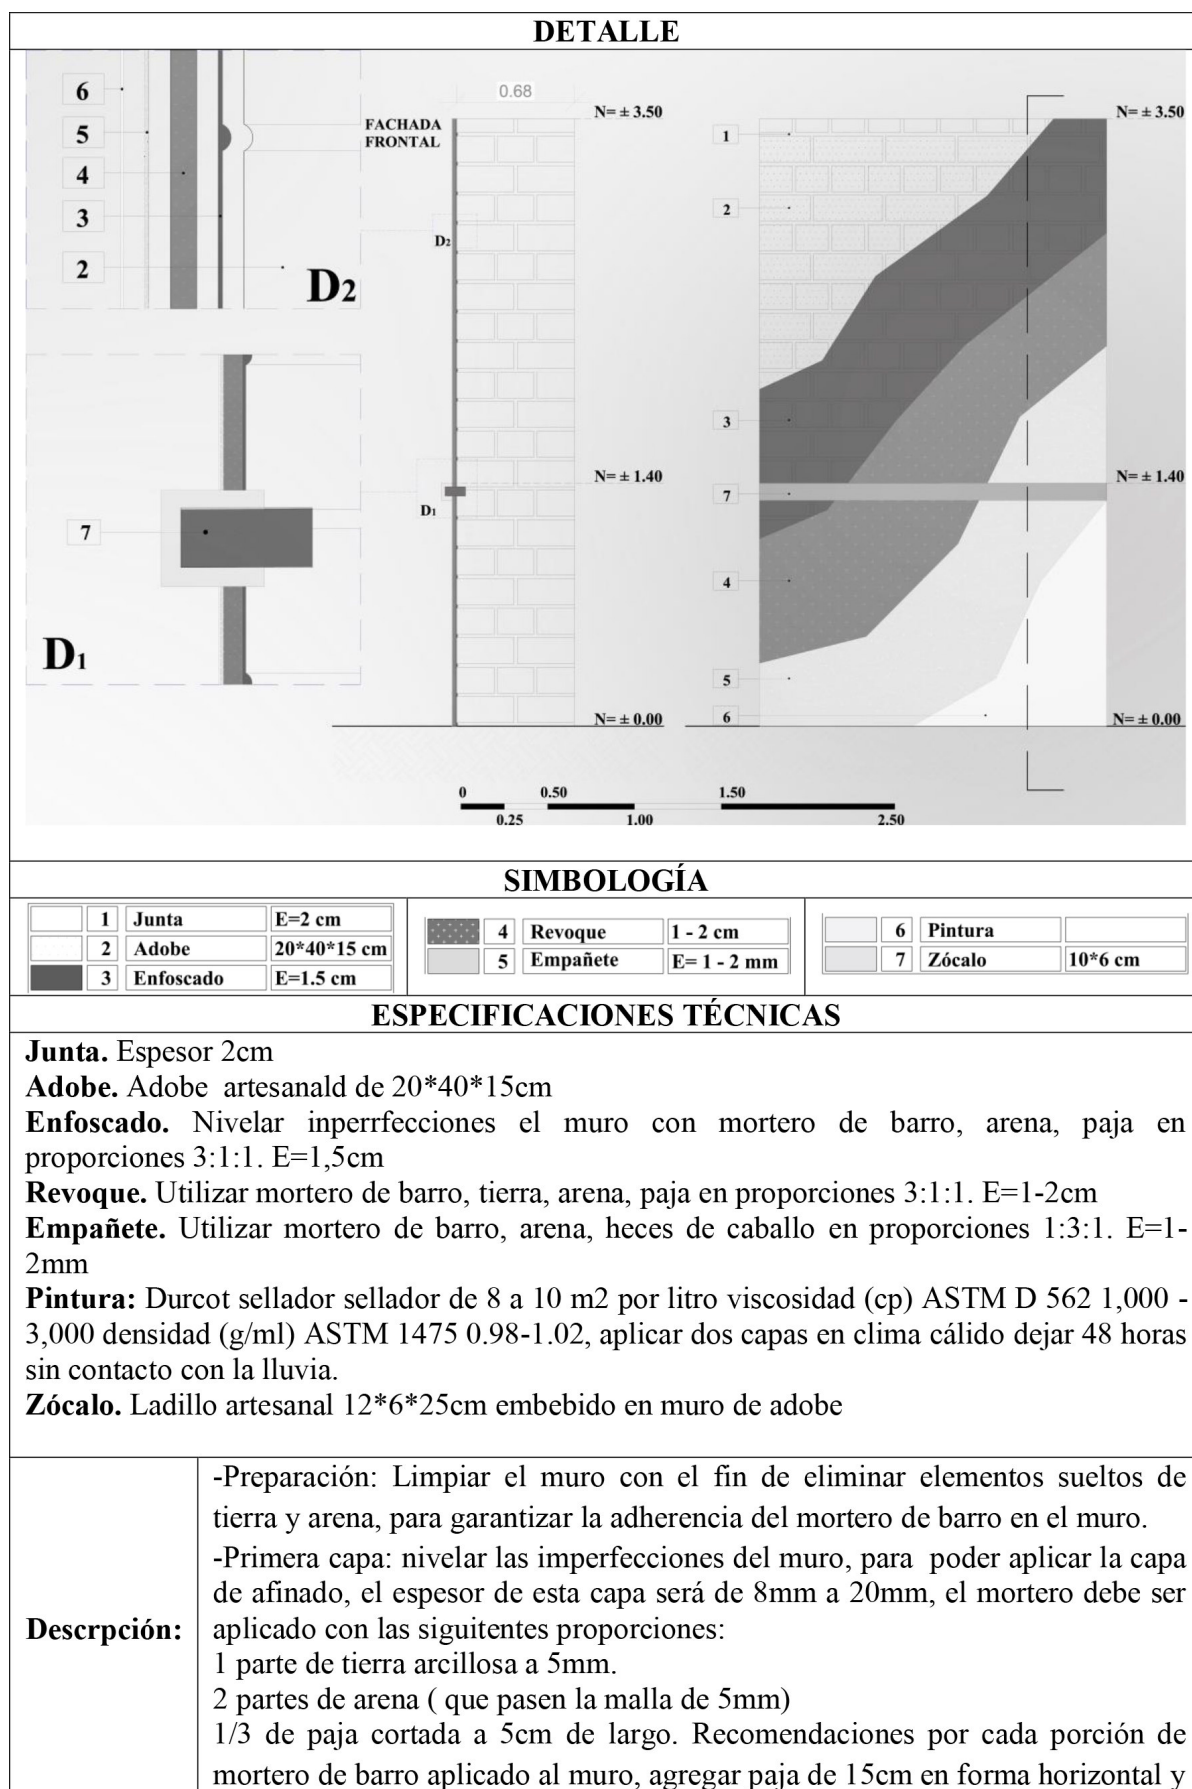 DETALLE
6
5
4
3
2
D2
7
D1
0.68
FACHADA
FRONTAL
D2
D1
N= ± 3.50
N= ± 1.40
N= ± 0.00
1
2
3
7
4
5
6
N= ± 3.50
N= ± 1.40
N= ± 0.00
0 0.50 1.50
0.25 1.00 2.50
SIMBOLOGÍA
1 Junta E=2 cm
2 Adobe 20*40*15 cm
3 Enfoscado E=1.5 cm
4 Revoque 1 - 2 cm
5 Empañete E= 1 - 2 mm
6 Pintura
7 Zócalo 10*6 cm
ESPECIFICACIONES TÉCNICAS
Junta. Espesor 2cm
Adobe. Adobe artesanald de 20*40*15cm
Enfoscado. Nivelar inperrfecciones el muro con mortero de barro, arena, paja en
proporciones 3:1:1. E=1,5cm
Revoque. Utilizar mortero de barro, tierra, arena, paja en proporciones 3:1:1. E=1-2cm
Empañete. Utilizar mortero de barro, arena, heces de caballo en proporciones 1:3:1. E=1-
2mm
Pintura: Durcot sellador sellador de 8 a 10 m2 por litro viscosidad (cp) ASTM D 562 1,000 -
3,000 densidad (g/ml) ASTM 1475 0.98-1.02, aplicar dos capas en clima cálido dejar 48 horas
sin contacto con la lluvia.
Zócalo. Ladillo artesanal 12*6*25cm embebido en muro de adobe
Descrpción:
-Preparación: Limpiar el muro con el fin de eliminar elementos sueltos de
tierra y arena, para garantizar la adherencia del mortero de barro en el muro.
-Primera capa: nivelar las imperfecciones del muro, para poder aplicar la capa
de afinado, el espesor de esta capa será de 8mm a 20mm, el mortero debe ser
aplicado con las siguitentes proporciones:
1 parte de tierra arcillosa a 5mm.
2 partes de arena ( que pasen la malla de 5mm)
1/3 de paja cortada a 5cm de largo. Recomendaciones por cada porción de
mortero de barro aplicado al muro, agregar paja de 15cm en forma horizontal y